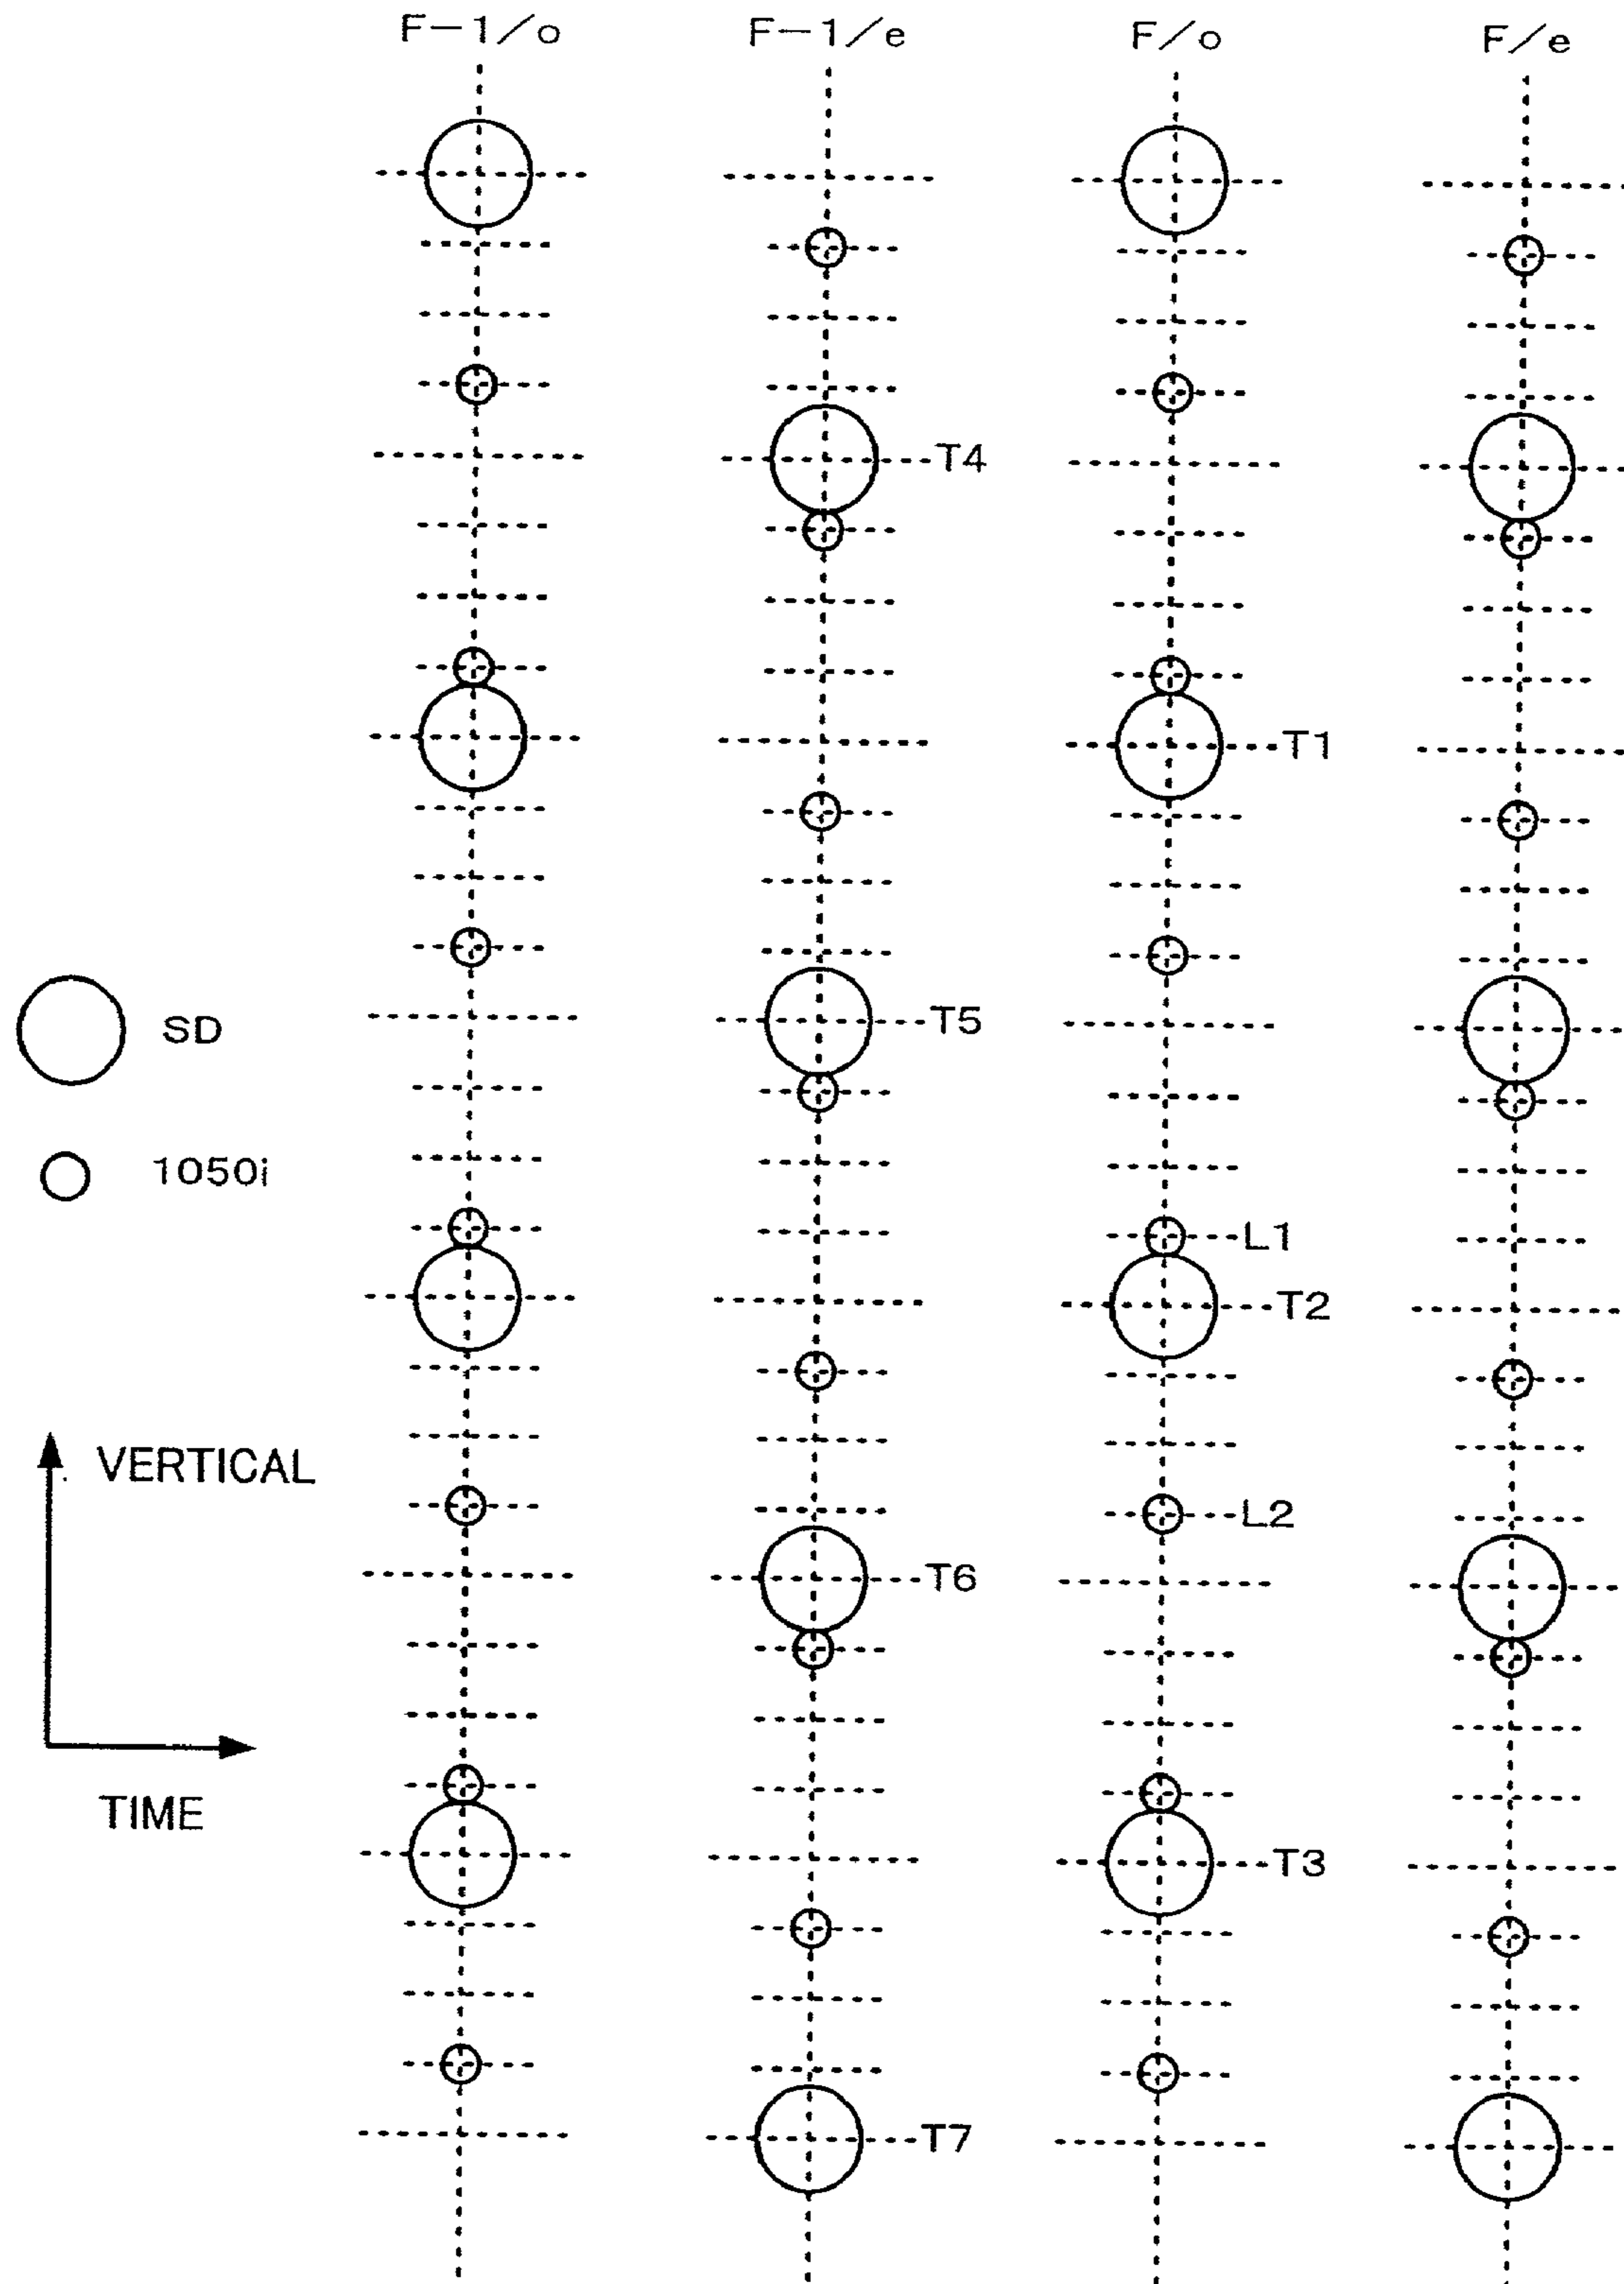 F-1/o F-1/e F/o F/e
T4
T1
T5
SD
1050i
L1
T2
VERTICAL
L2
T6
TIME
T3
T7